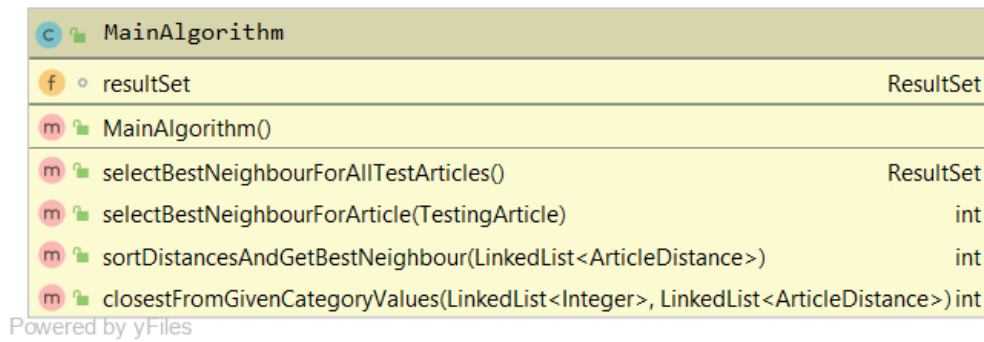 C MainAlgorithm
f resultSet ResultSet
m MainAlgorithm()
m selectBestNeighbourForAllTestArticles() ResultSet
m selectBestNeighbourForArticle(TestingArticle) int
m sortDistancesAndGetBestNeighbour(LinkedList<ArticleDistance>) int
m closestFromGivenCategoryValues(LinkedList<Integer>, LinkedList<ArticleDistance>) int
Powered by yFiles